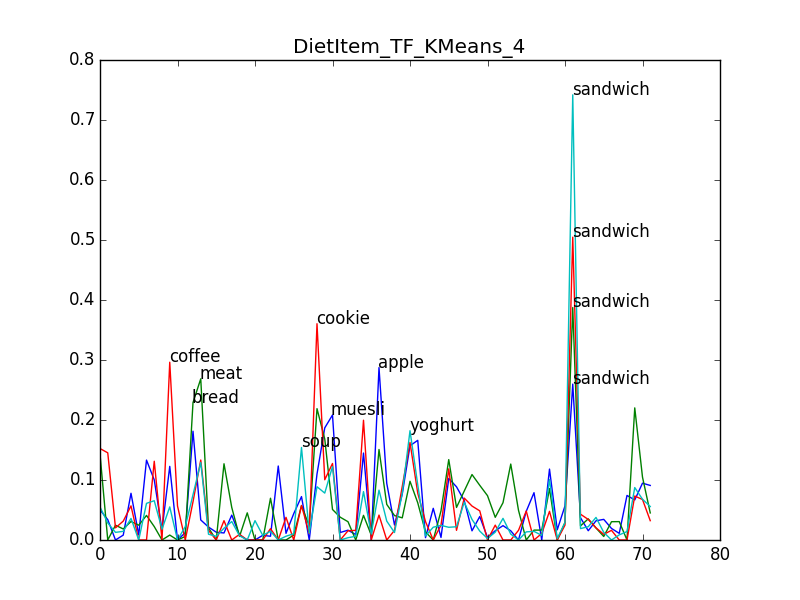 DietItem_TF_KMeans_4
0.8
sandwich
0.7
0.6
sandwich
0.5
sandwich
0.4
cookie
coffee
apple
0.3
meat
sandwich
bread
muesli
yoghurt
0.2
soup
0.1
0.0
0 10 20 30 40 50 60 70 80